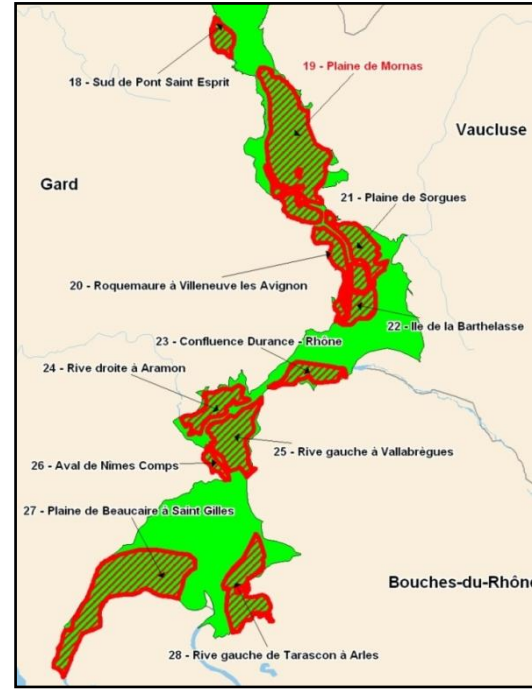 18 - Sud de Pont Saint Esprit
19 - Plaine de Mornas
Vaucluse
Gard
21 - Plaine de Sorgues
20 - Roquemaure à Villeneuve les Avignon
22 - Ile de la Barthelasse
23 - Confluence Durance - Rhône
24 - Rive droite à Aramon
25 - Rive gauche à Vallabrègues
26 - Aval de Nîmes Comps
27 - Plaine de Beaucaire à Saint Gilles
Bouches-du-Rhône
28 - Rive gauche de Tarascon à Arles